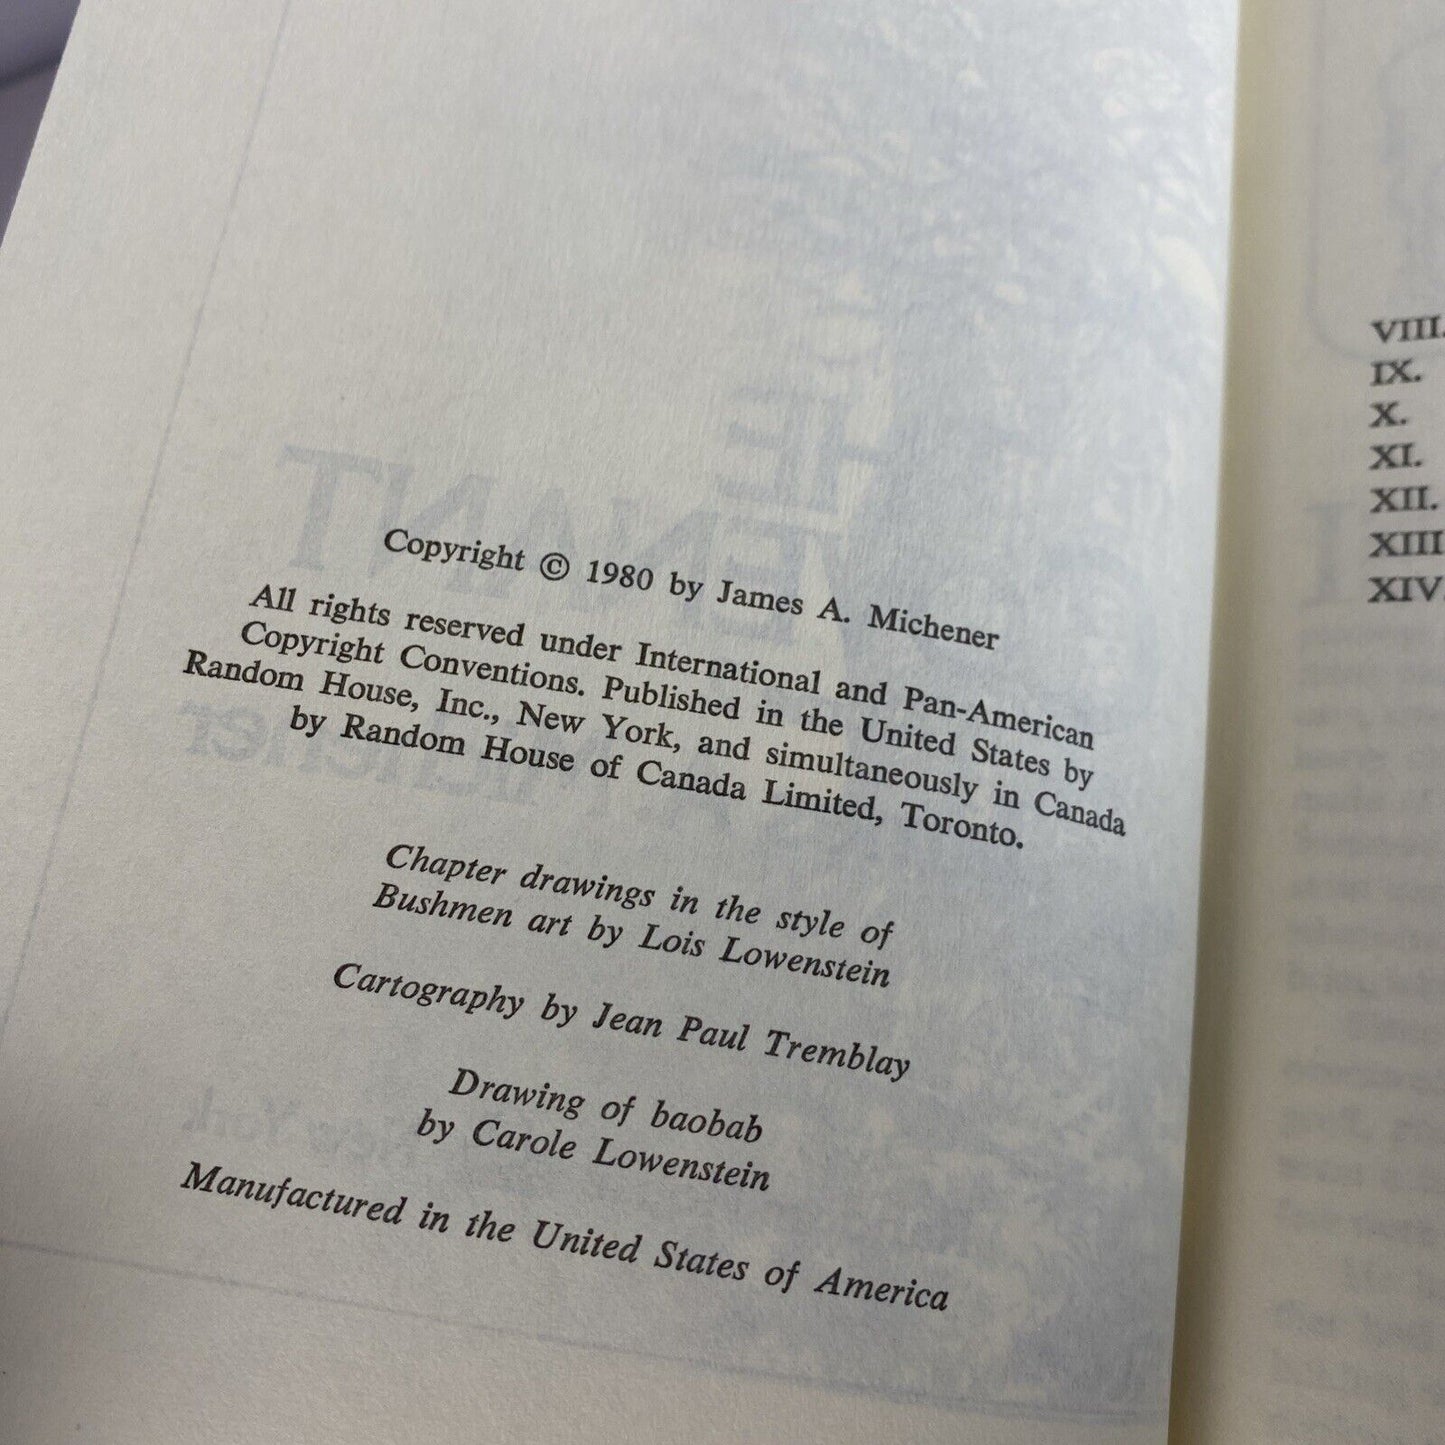 Copyright © 1980 by James A. Michener
All rights reserved under International and Pan-American
Copyright Conventions. Published in the United States by
Random House, Inc., New York, and simultaneously in Canada
by Random House of Canada Limited, Toronto.
Chapter drawings in the style of
Bushmen art by Lois Lowenstein
Cartography by Jean Paul Tremblay
Drawing of baobab
by Carole Lowenstein
Manufactured in the United States of America
VIII.
IX.
X.
XI.
XII.
XIII
XIV.